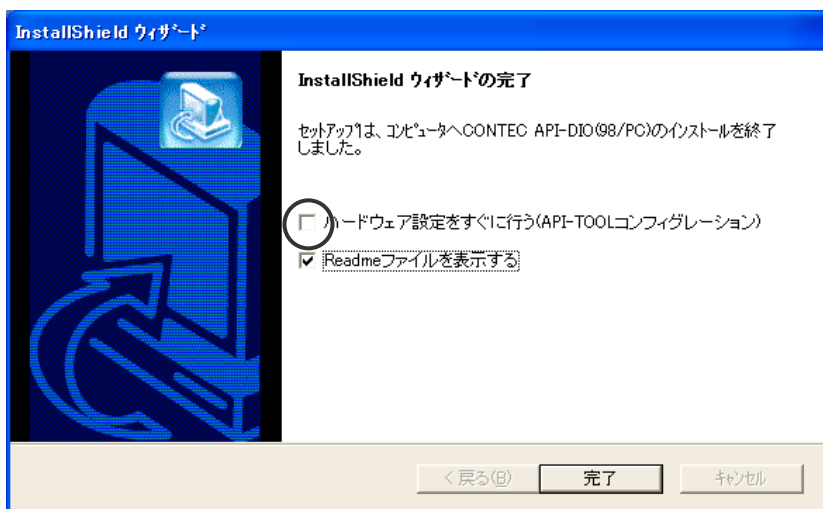 InstallShield ウィザード
InstallShield ウィザードの完了
セットアップは、コンピュータへCONTEC API-DIO(98/PC)のインストールを終了
しました。
ハードウェア設定をすぐに行う(API-TOOLコンフィグレーション)
Readmeファイルを表示する
< 戻る(B)
完了
キャンセル